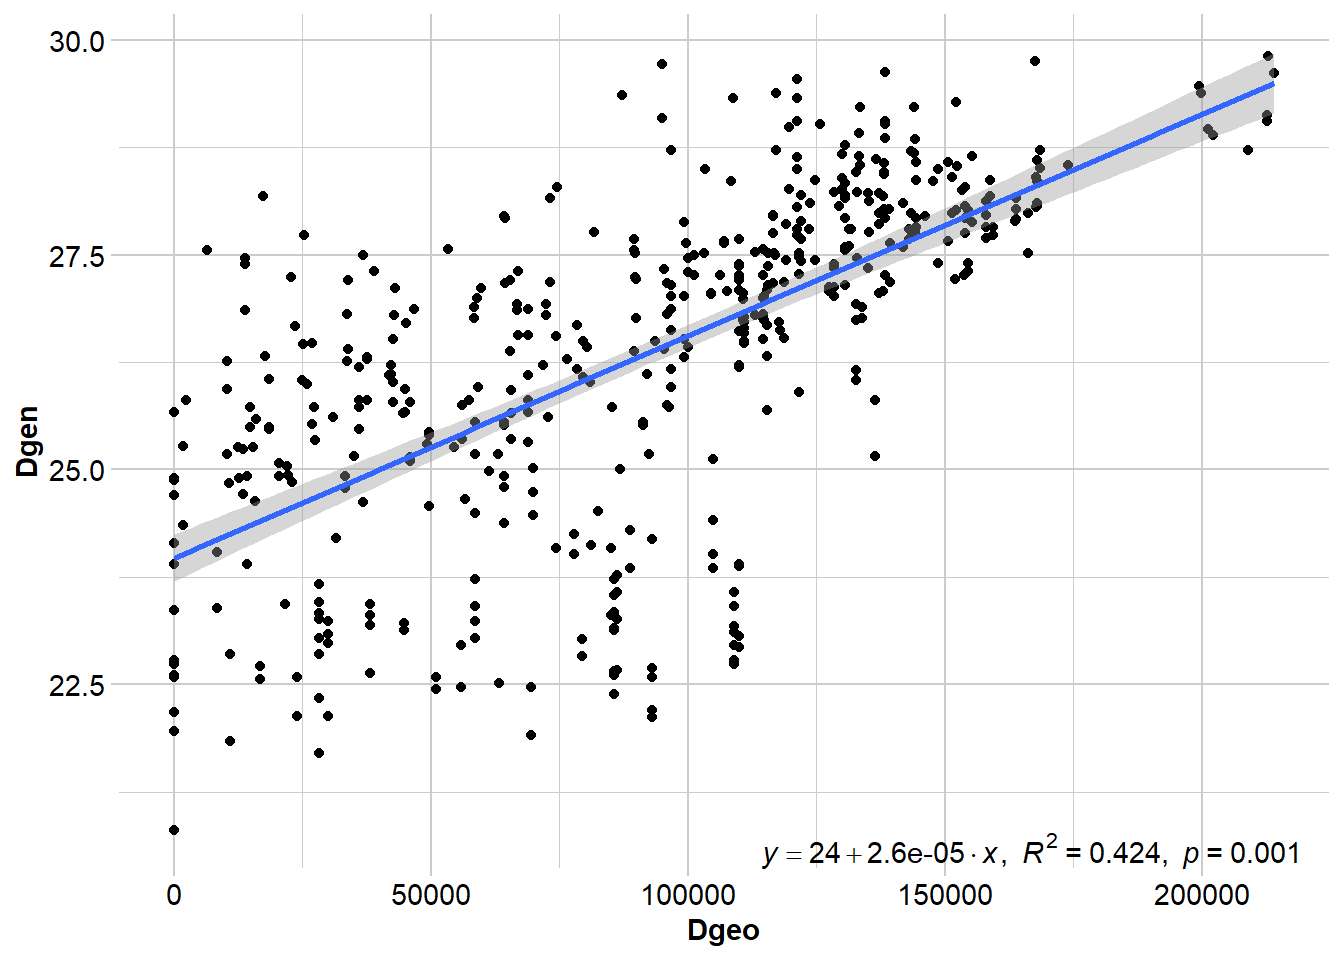 30.0
27.5
25.0
22.5
Dgen
y = 24 + 2.6e-05 · x, R² = 0.424, p = 0.001
0 50000 100000 150000 200000
Dgeo